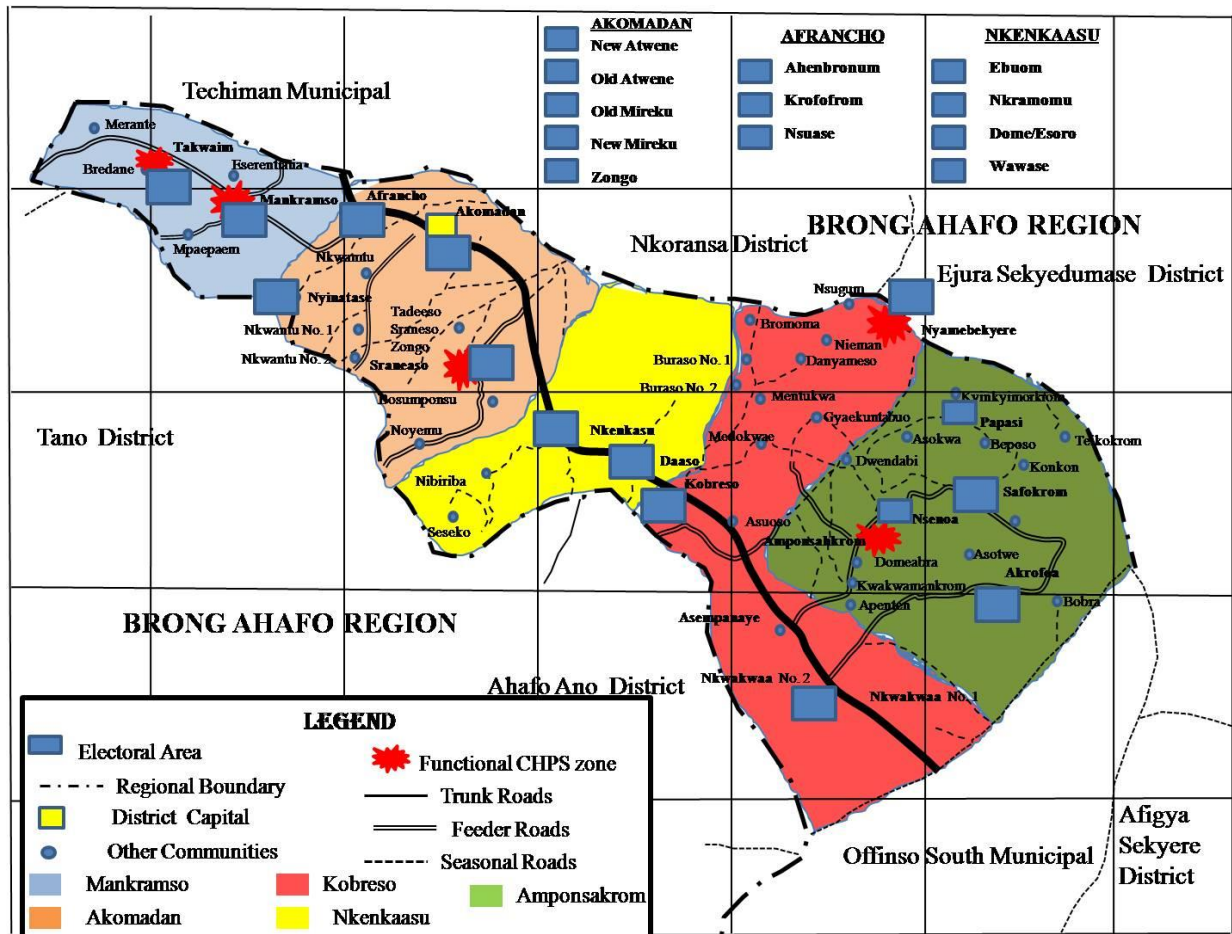 AKOMADAN
New Atwene
Old Atwene
Old Mireku
New Mireku
Zongo
AFRANCHO
Ahenbronum
Krofofrom
Nsuase
NKENKAASU
Ebuom
Nkramomu
Dome/Esoro
Wawase
Techiman Municipal
Merante
Takwaim
Bredane
Mankramso
Mpaepaem
Afrancho
Akomadan
Nkwantu
Nyinatase
Nkwantu No. 1
Nkwantu No. 2
Tadeeso
Sraneso
Zongo
Sraneaso
Bosumponsu
Noyemu
Nkoransa District
BRONG AHAFO REGION
Ejura Sekyedumase District
Nsugum
Nyamebekyere
Bromoma
Nieman
Danyameso
Buraso No. 1
Buraso No. 2
Mentukwa
Gyaekuntabuo
Tano District
Nkenkasu
Daaso
Kobreso
Nibiriba
Seseko
Medokwae
Dwendabi
Papasi
Asokwa
Beposo
Konkon
Safokrom
Nsenoa
Asuoso
Amponsahkrom
Domeabra
Asotwe
Akrofoa
Kwakwamankrom
Apenten
Bobra
BRONG AHAFO REGION
Asempanaye
Ahafo Ano District
Nkwakwaa No. 2
Nkwakwaa No. 1
LEGEND
Electoral Area
Functional CHPS zone
Regional Boundary
Trunk Roads
District Capital
Feeder Roads
Other Communities
Seasonal Roads
Mankramso
Kobreso
Amponsakrom
Akomadan
Nkenkaasu
Offinso South Municipal
Afigya
Sekyere
District